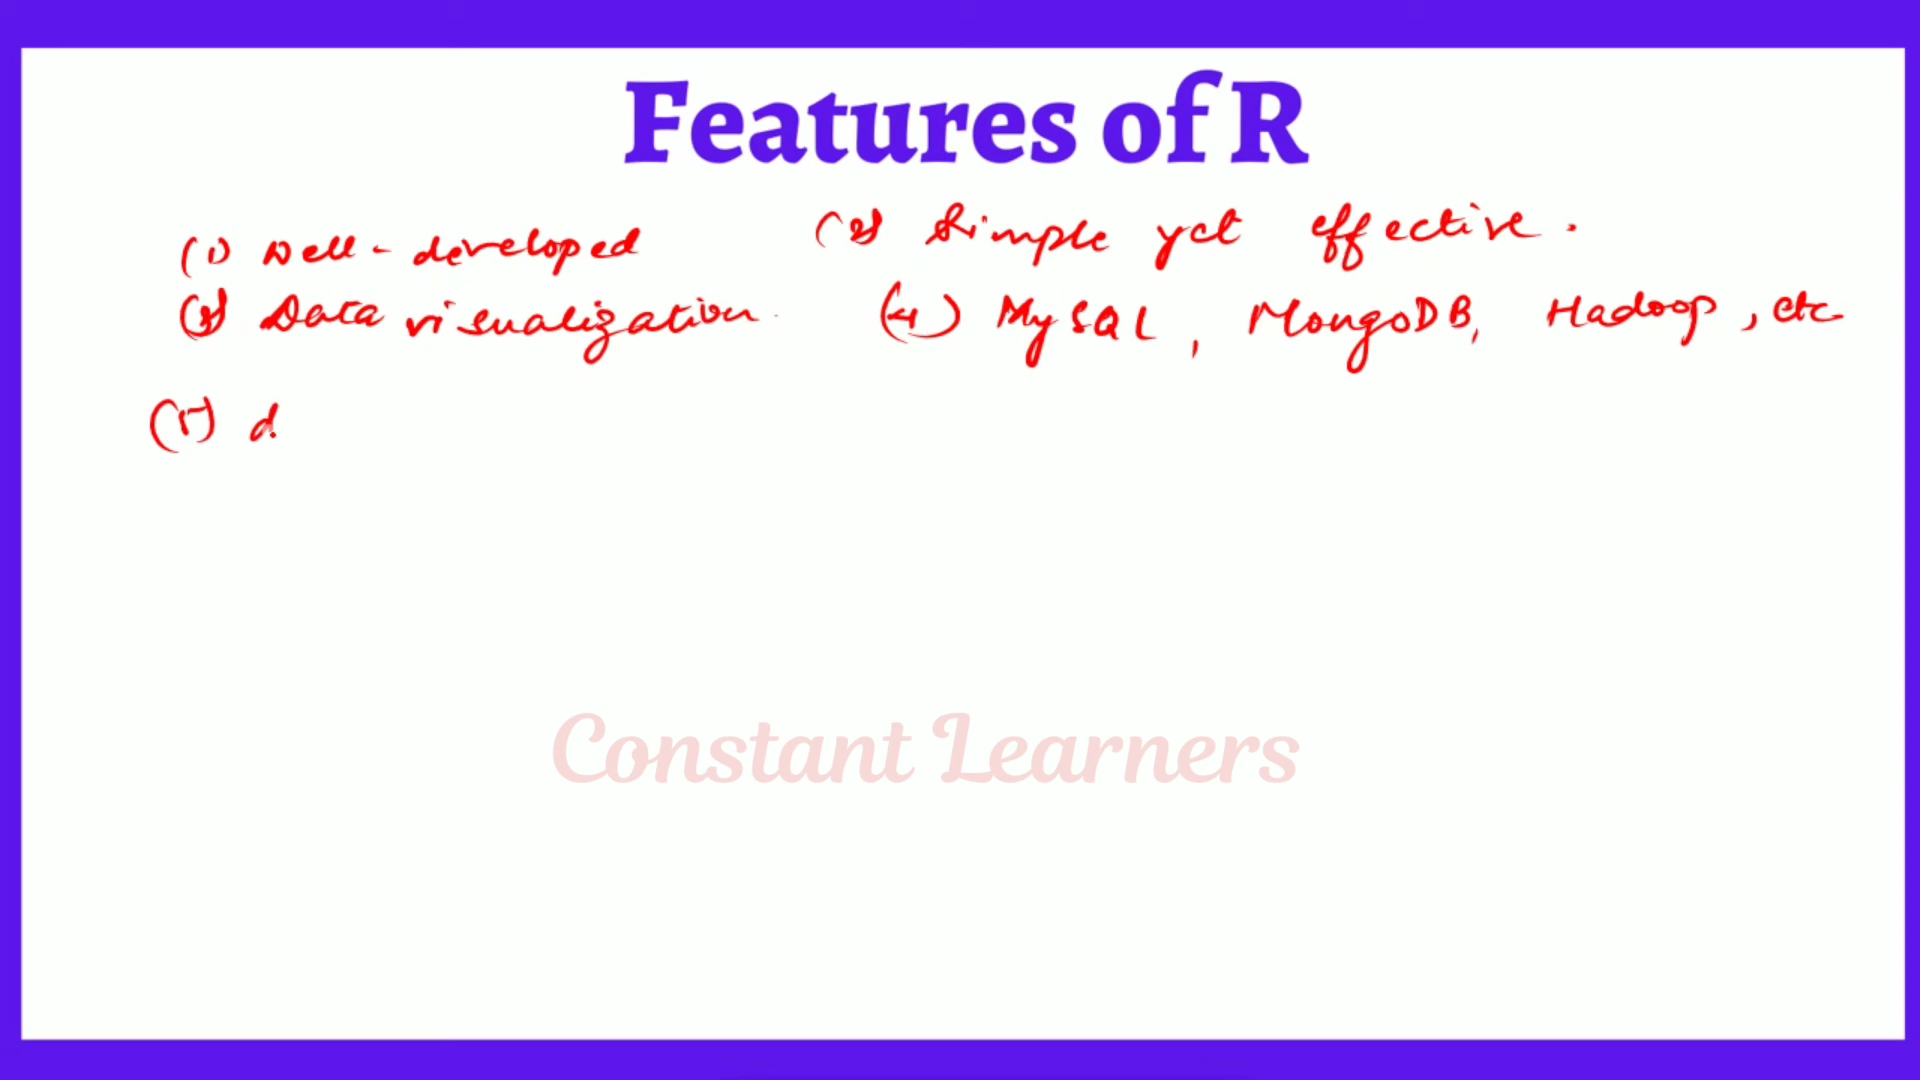 Features of R
(1) Well-developed (2) Simple yet effective.
(3) Data visualization. (4) MySQL, MongoDB, Hadoop, etc
(5) d
Constant Learners